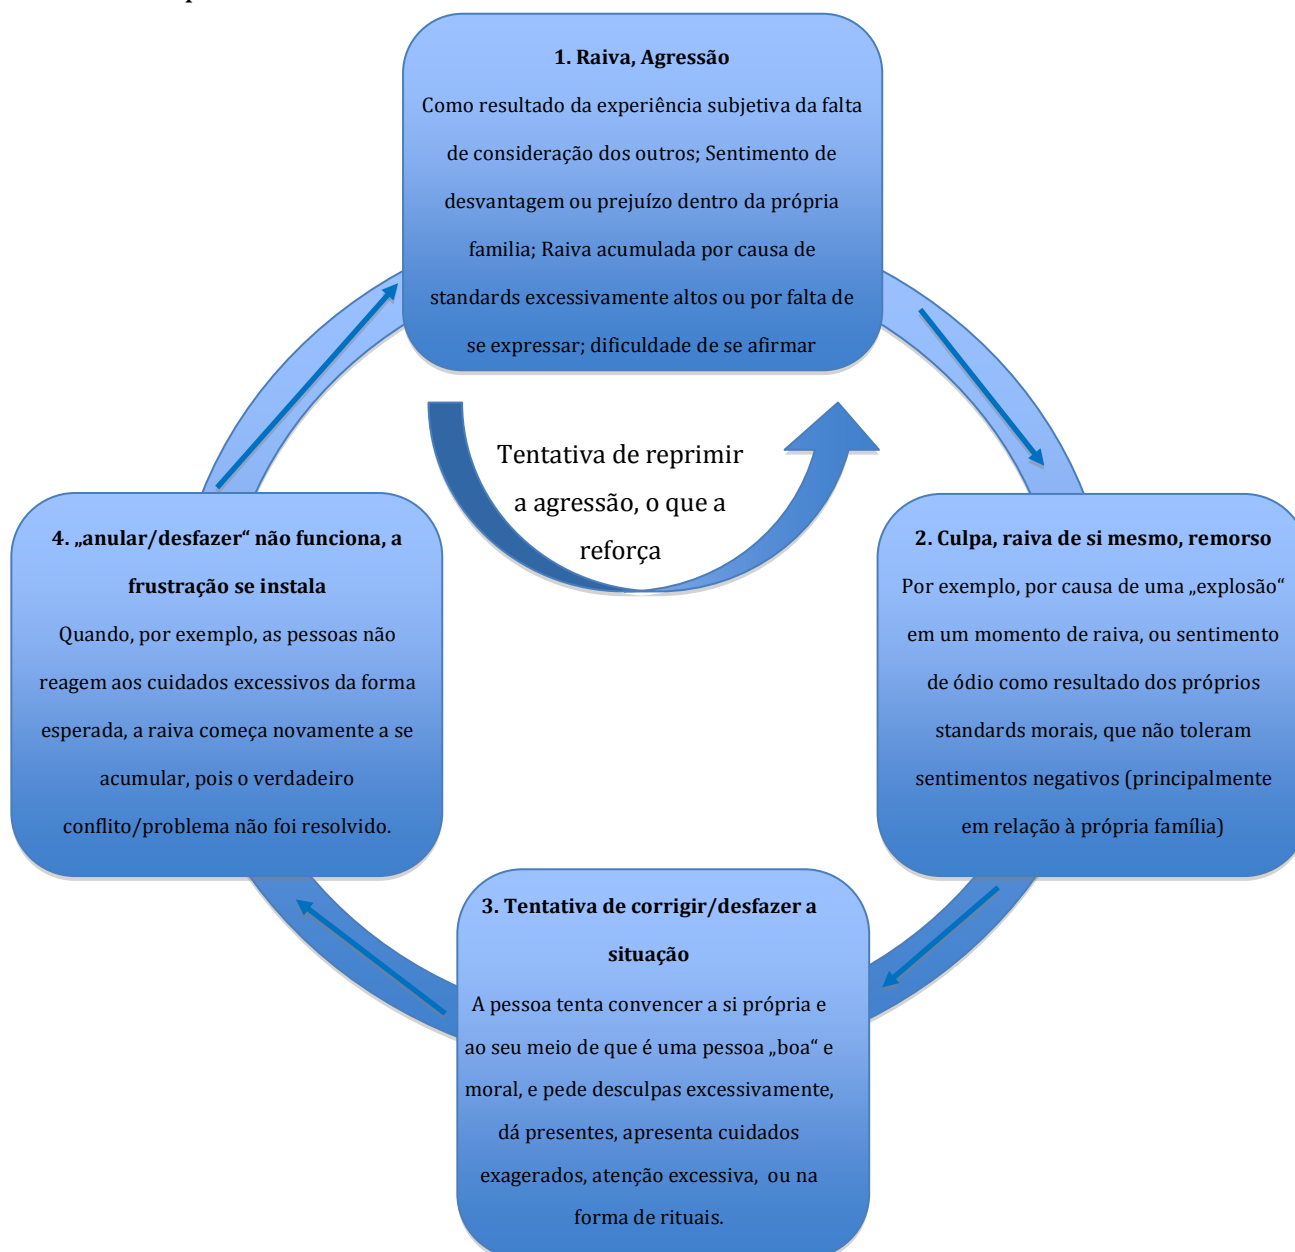 1. Raiva, Agressão
Como resultado da experiência subjetiva da falta
de consideração dos outros; Sentimento de
desvantagem ou prejuízo dentro da própria
familia; Raiva acumulada por causa de
standards excessivamente altos ou por falta de
se expressar; dificuldade de se afirmar
Tentativa de reprimir
a agressão, o que a
reforça
2. Culpa, raiva de si mesmo, remorso
Por exemplo, por causa de uma „explosão“
em um momento de raiva, ou sentimento
de ódio como resultado dos próprios
standards morais, que não toleram
sentimentos negativos (principalmente
em relação à própria família)
3. Tentativa de corrigir/desfazer a
situação
A pessoa tenta convencer a si própria e
ao seu meio de que é uma pessoa „boa“ e
moral, e pede desculpas excessivamente,
dá presentes, apresenta cuidados
exagerados, atenção excessiva, ou na
forma de rituais.
4. „anular/desfazer“ não funciona, a
frustração se instala
Quando, por exemplo, as pessoas não
reagem aos cuidados excessivos da forma
esperada, a raiva começa novamente a se
acumular, pois o verdadeiro
conflito/problema não foi resolvido.